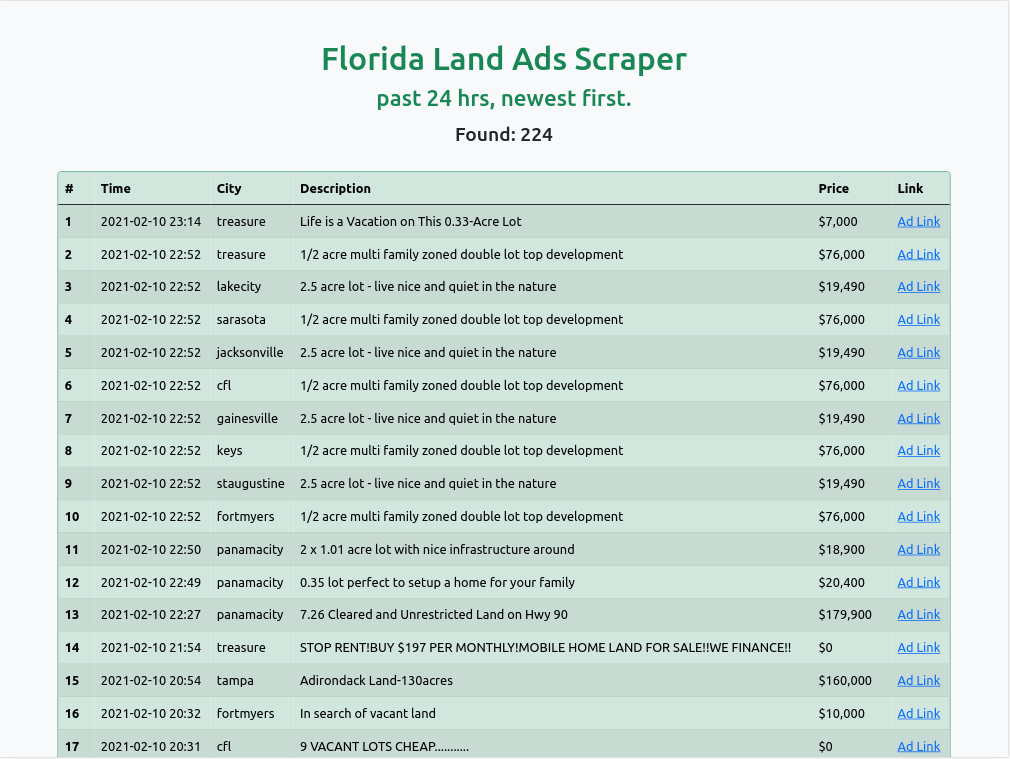 Florida Land Ads Scraper
past 24 hrs, newest first.
Found: 224
# Time City Description Price Link
1 2021-02-10 23:14 treasure Life is a Vacation on This 0.33-Acre Lot $7,000 Ad Link
2 2021-02-10 22:52 treasure 1/2 acre multi family zoned double lot top development $76,000 Ad Link
3 2021-02-10 22:52 lakecity 2.5 acre lot - live nice and quiet in the nature $19,490 Ad Link
4 2021-02-10 22:52 sarasota 1/2 acre multi family zoned double lot top development $76,000 Ad Link
5 2021-02-10 22:52 jacksonville 2.5 acre lot - live nice and quiet in the nature $19,490 Ad Link
6 2021-02-10 22:52 cfl 1/2 acre multi family zoned double lot top development $76,000 Ad Link
7 2021-02-10 22:52 gainesville 2.5 acre lot - live nice and quiet in the nature $19,490 Ad Link
8 2021-02-10 22:52 keys 1/2 acre multi family zoned double lot top development $76,000 Ad Link
9 2021-02-10 22:52 staugustine 2.5 acre lot - live nice and quiet in the nature $19,490 Ad Link
10 2021-02-10 22:52 fortmyers 1/2 acre multi family zoned double lot top development $76,000 Ad Link
11 2021-02-10 22:50 panamacity 2 x 1.01 acre lot with nice infrastructure around $18,900 Ad Link
12 2021-02-10 22:49 panamacity 0.35 lot perfect to setup a home for your family $20,400 Ad Link
13 2021-02-10 22:27 panamacity 7.26 Cleared and Unrestricted Land on Hwy 90 $179,900 Ad Link
14 2021-02-10 21:54 treasure STOP RENT!BUY $197 PER MONTHLY!MOBILE HOME LAND FOR SALE!!WE FINANCE!! $0 Ad Link
15 2021-02-10 20:54 tampa Adirondack Land-130acres $160,000 Ad Link
16 2021-02-10 20:32 fortmyers In search of vacant land $10,000 Ad Link
17 2021-02-10 20:31 cfl 9 VACANT LOTS CHEAP........... $0 Ad Link